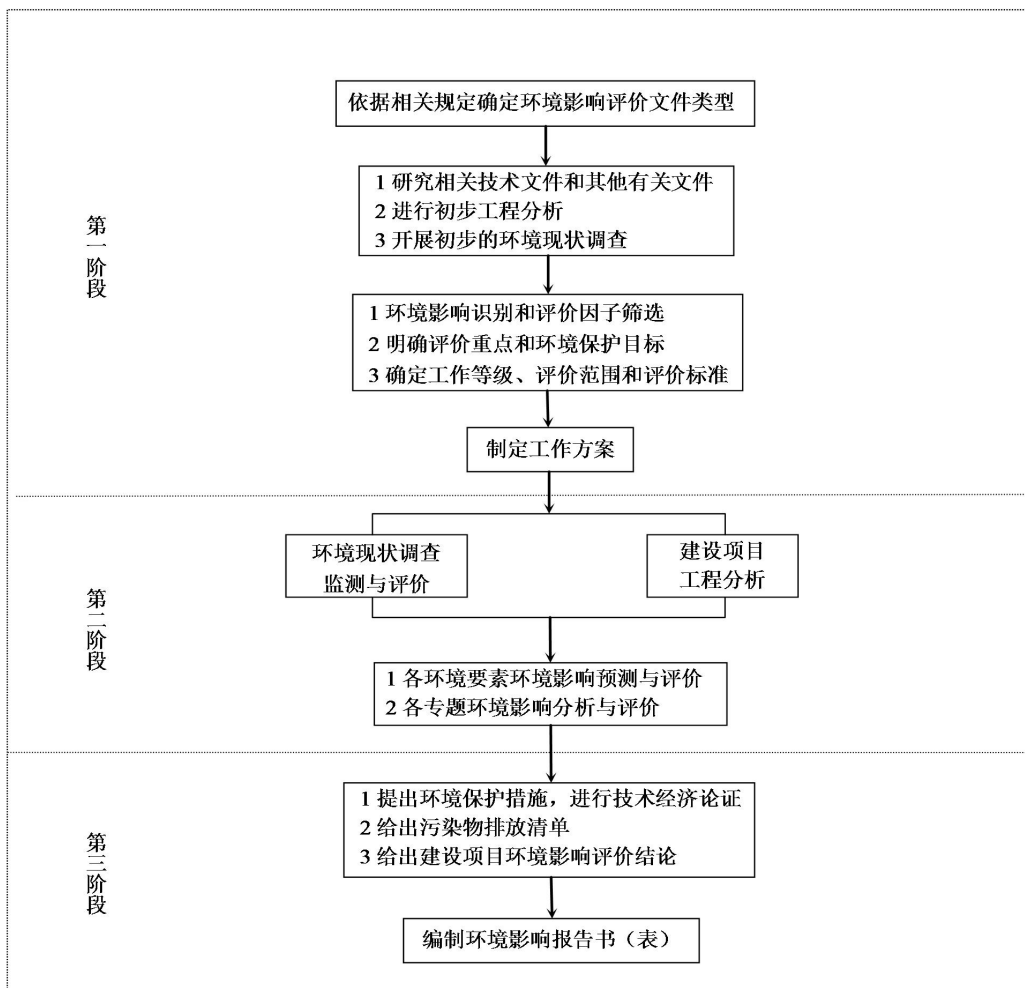 依据相关规定确定环境影响评价文件类型
1 研究相关技术文件和其他有关文件
2 进行初步工程分析
3 开展初步的环境现状调查
第一阶段
1 环境影响识别和评价因子筛选
2 明确评价重点和环境保护目标
3 确定工作等级、评价范围和评价标准
制定工作方案
环境现状调查
监测与评价
建设项目
工程分析
第二阶段
1 各环境要素环境影响预测与评价
2 各专题环境影响分析与评价
1 提出环境保护措施，进行技术经济论证
2 给出污染物排放清单
3 给出建设项目环境影响评价结论
第三阶段
编制环境影响报告书（表）